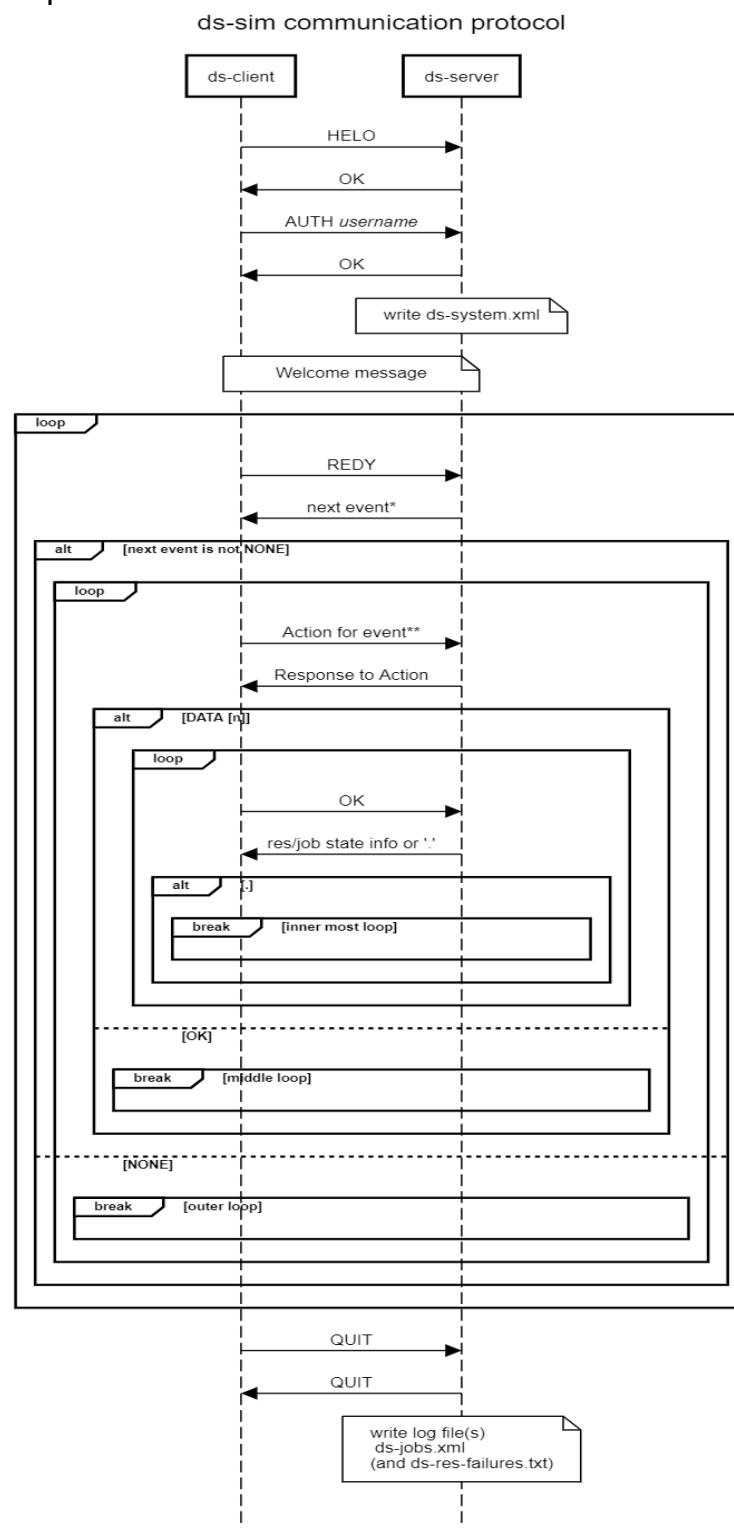 ds-sim communication protocol
ds-client
ds-server
HELO
OK
AUTH username
OK
write ds-system.xml
Welcome message
loop
REDY
next event*
alt [next event is not NONE]
loop
Action for event**
Response to Action
alt [DATA [n]]
loop
OK
res/job state info or '.'
alt [.]
break [inner most loop]
[OK]
break [middle loop]
[NONE]
break [outer loop]
QUIT
QUIT
write log file(s)
ds-jobs.xml
(and ds-res-failures.txt)